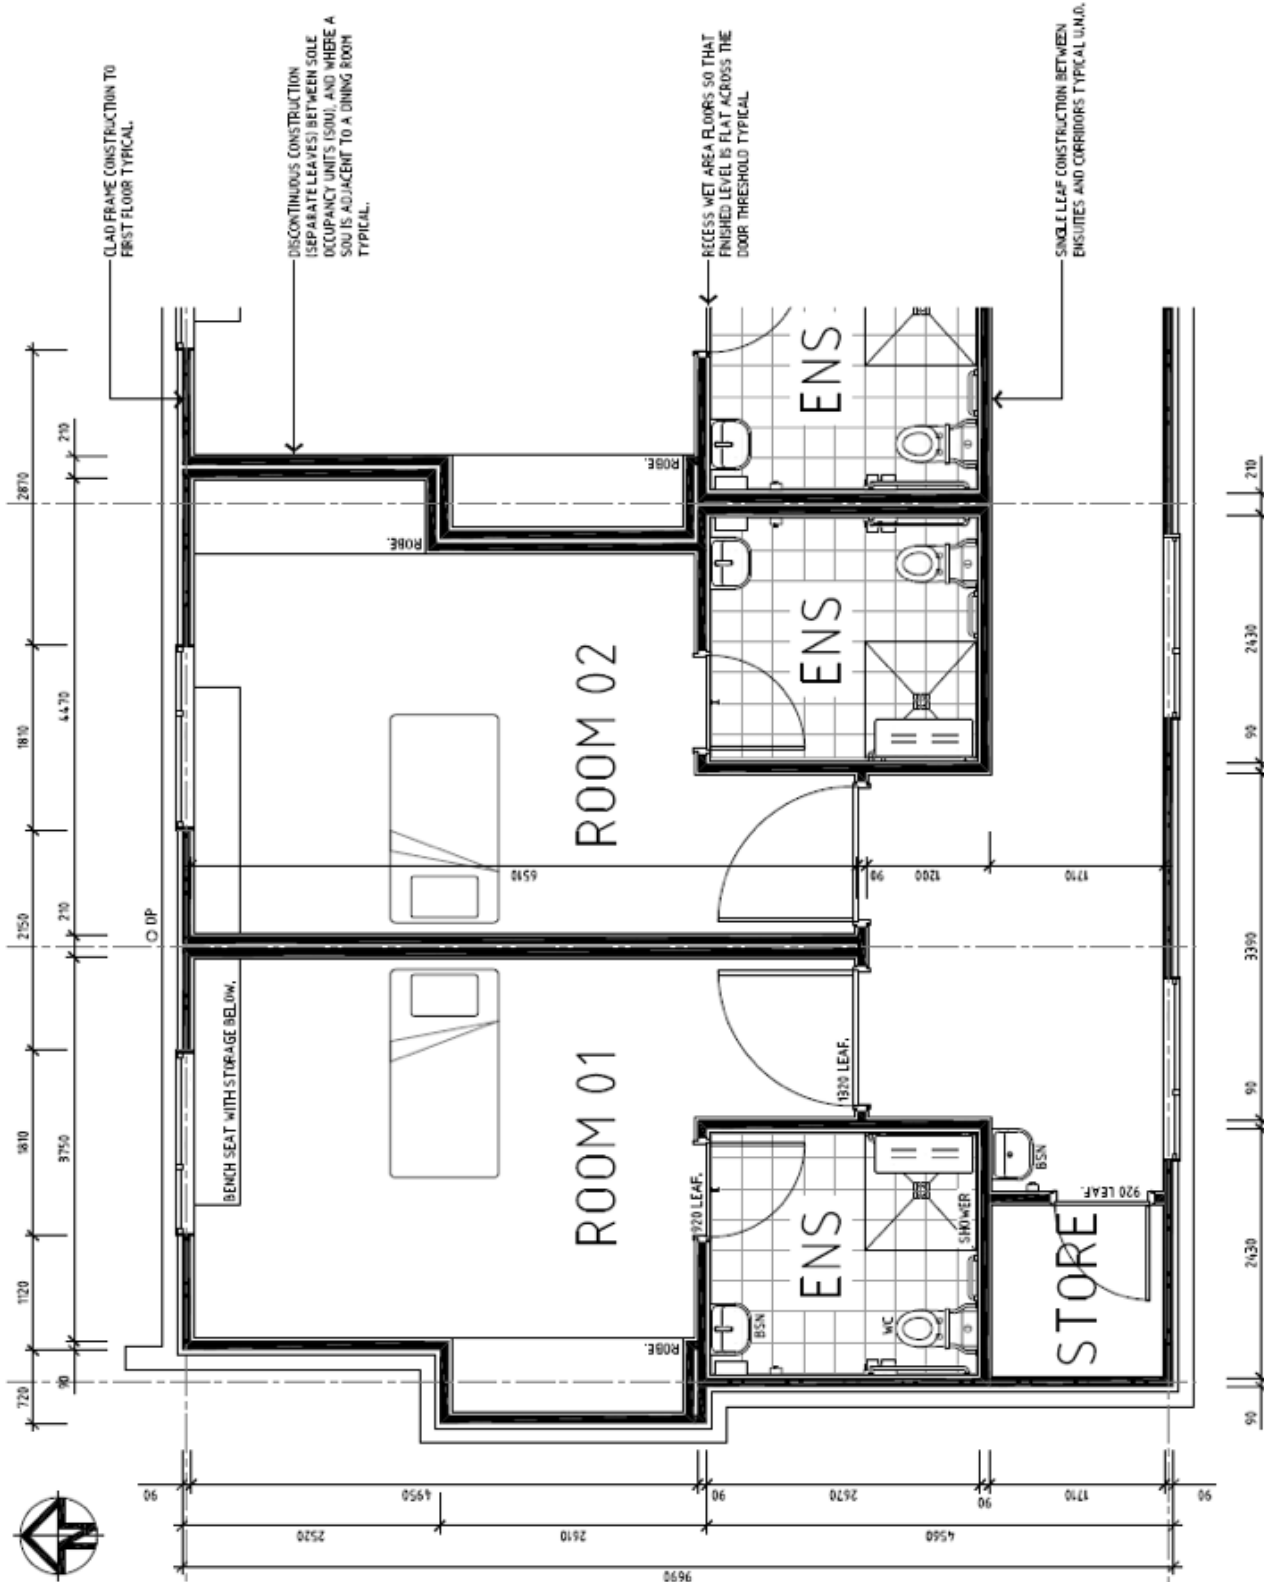 CLAD FRAME CONSTRUCTION TO
FIRST FLOOR TYPICAL.
DISCONTINUOUS CONSTRUCTION
(SEPARATE LEAVES) BETWEEN SOLE
OCCUPANCY UNITS (SOU), AND WHERE A
SOU IS ADJACENT TO A DINING ROOM
TYPICAL.
RECESS WET AREA FLOORS SO THAT
FINISHED LEVEL IS FLAT ACROSS THE
DOOR THRESHOLD TYPICAL
SINGLE LEAF CONSTRUCTION BETWEEN
ENSUITES AND CORRIDORS TYPICAL U.N.O.
720
1120
1810
2150
1810
2870
90
3750
210
4470
210
DP
BENCH SEAT WITH STORAGE BELOW.
ROBE.
ROBE.
ROBE.
ROOM 01
ROOM 02
6510
90
1200
1710
1320 LEAF.
920 LEAF.
920 LEAF.
ENS
ENS
ENS
BSN
WC
SHOWER
BSN
STORE
90
2430
90
3390
90
2430
210
90
4950
90
2670
90
1710
90
2520
2610
4560
9690
N